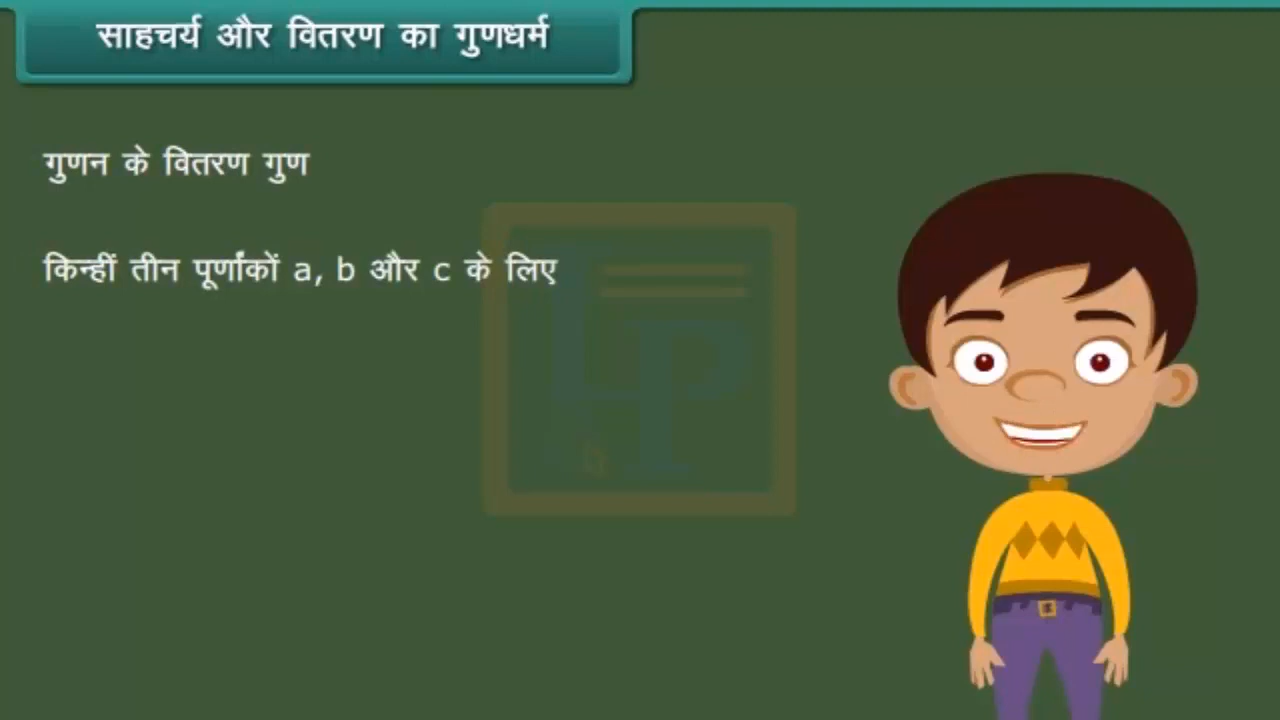 साहचर्य और वितरण का गुणधर्म
गुणन के वितरण गुण
किन्हीं तीन पूर्णांकों a, b और c के लिए